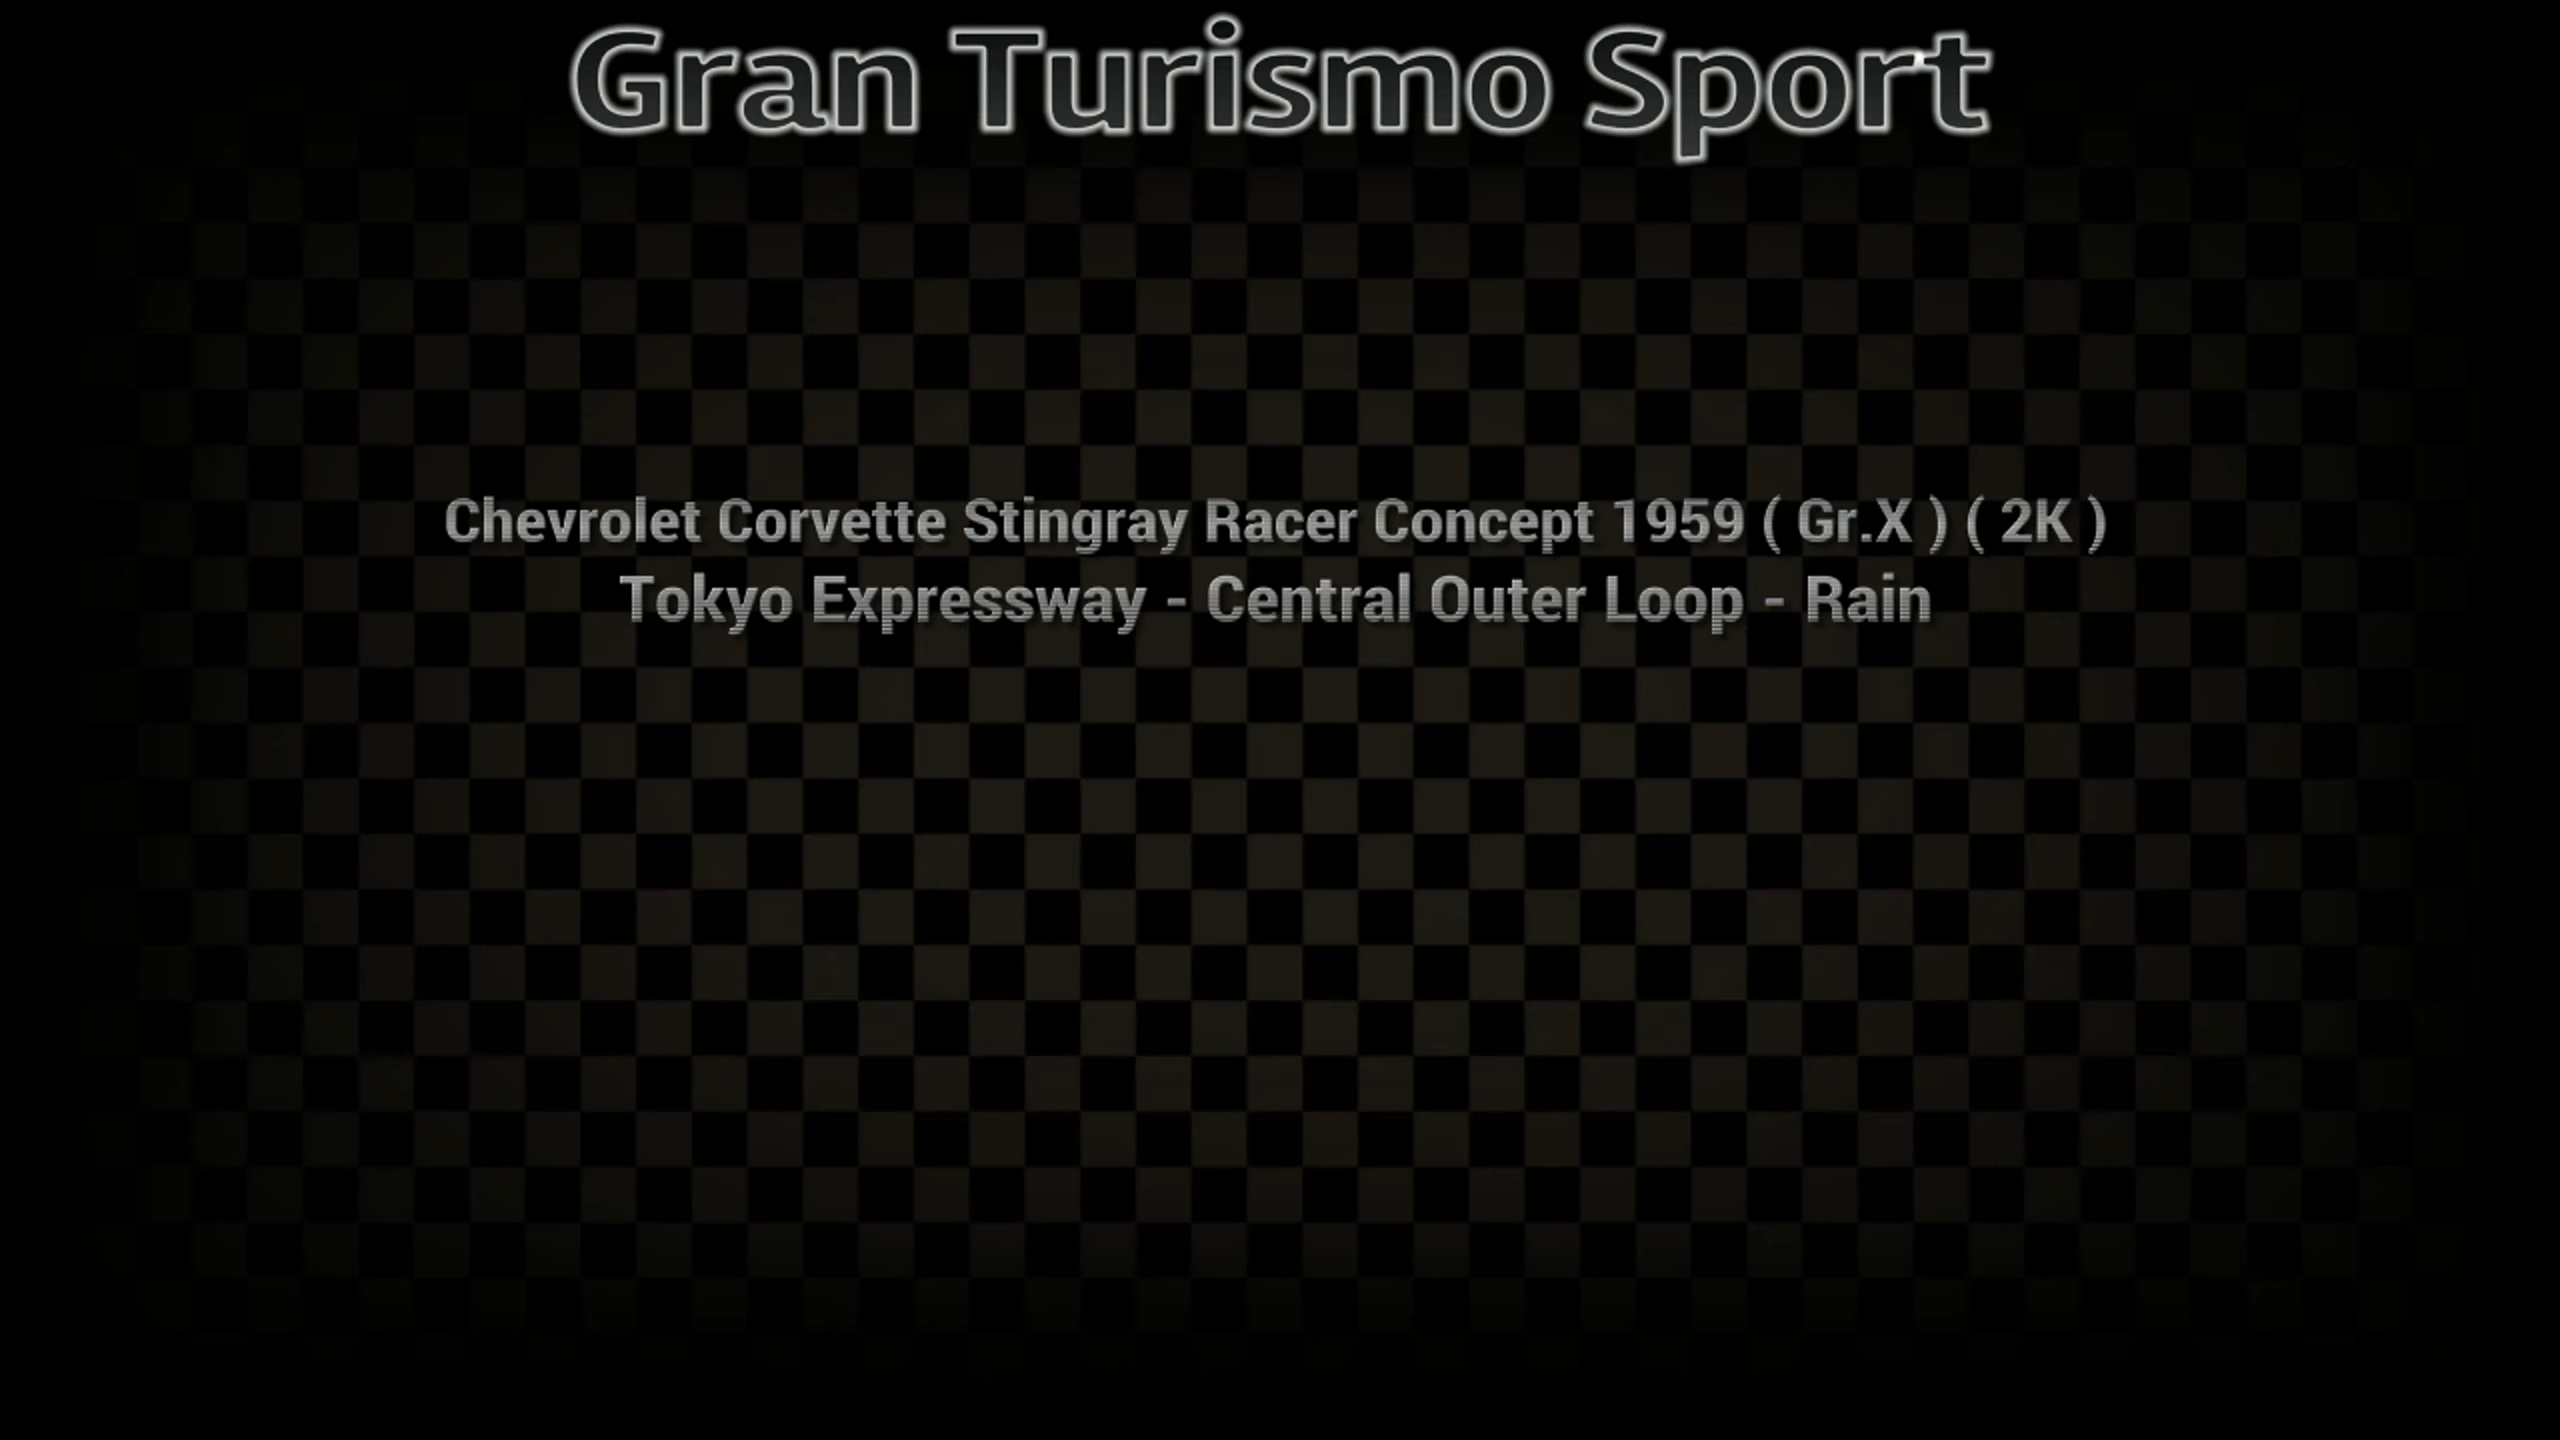 Gran Turismo Sport
Chevrolet Corvette Stingray Racer Concept 1959 ( Gr.X ) ( 2K )
Tokyo Expressway - Central Outer Loop - Rain